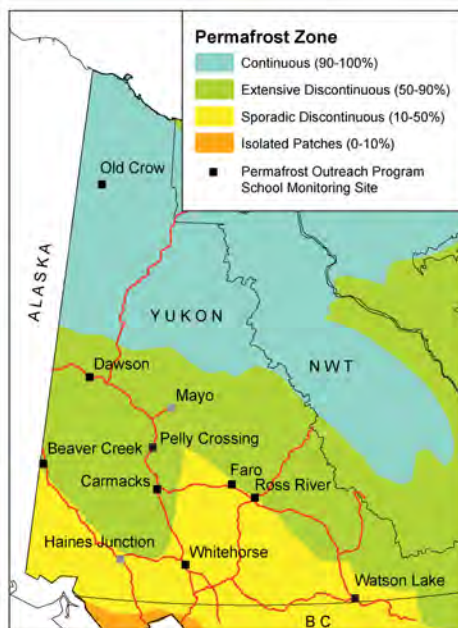 Permafrost Zone
Continuous (90-100%)
Extensive Discontinuous (50-90%)
Sporadic Discontinuous (10-50%)
Isolated Patches (0-10%)
Permafrost Outreach Program
School Monitoring Site
Old Crow
ALASKA
YUKON
NWT
Dawson
Mayo
Pelly Crossing
Beaver Creek
Faro
Carmacks
Ross River
Haines Junction
Whitehorse
Watson Lake
BC